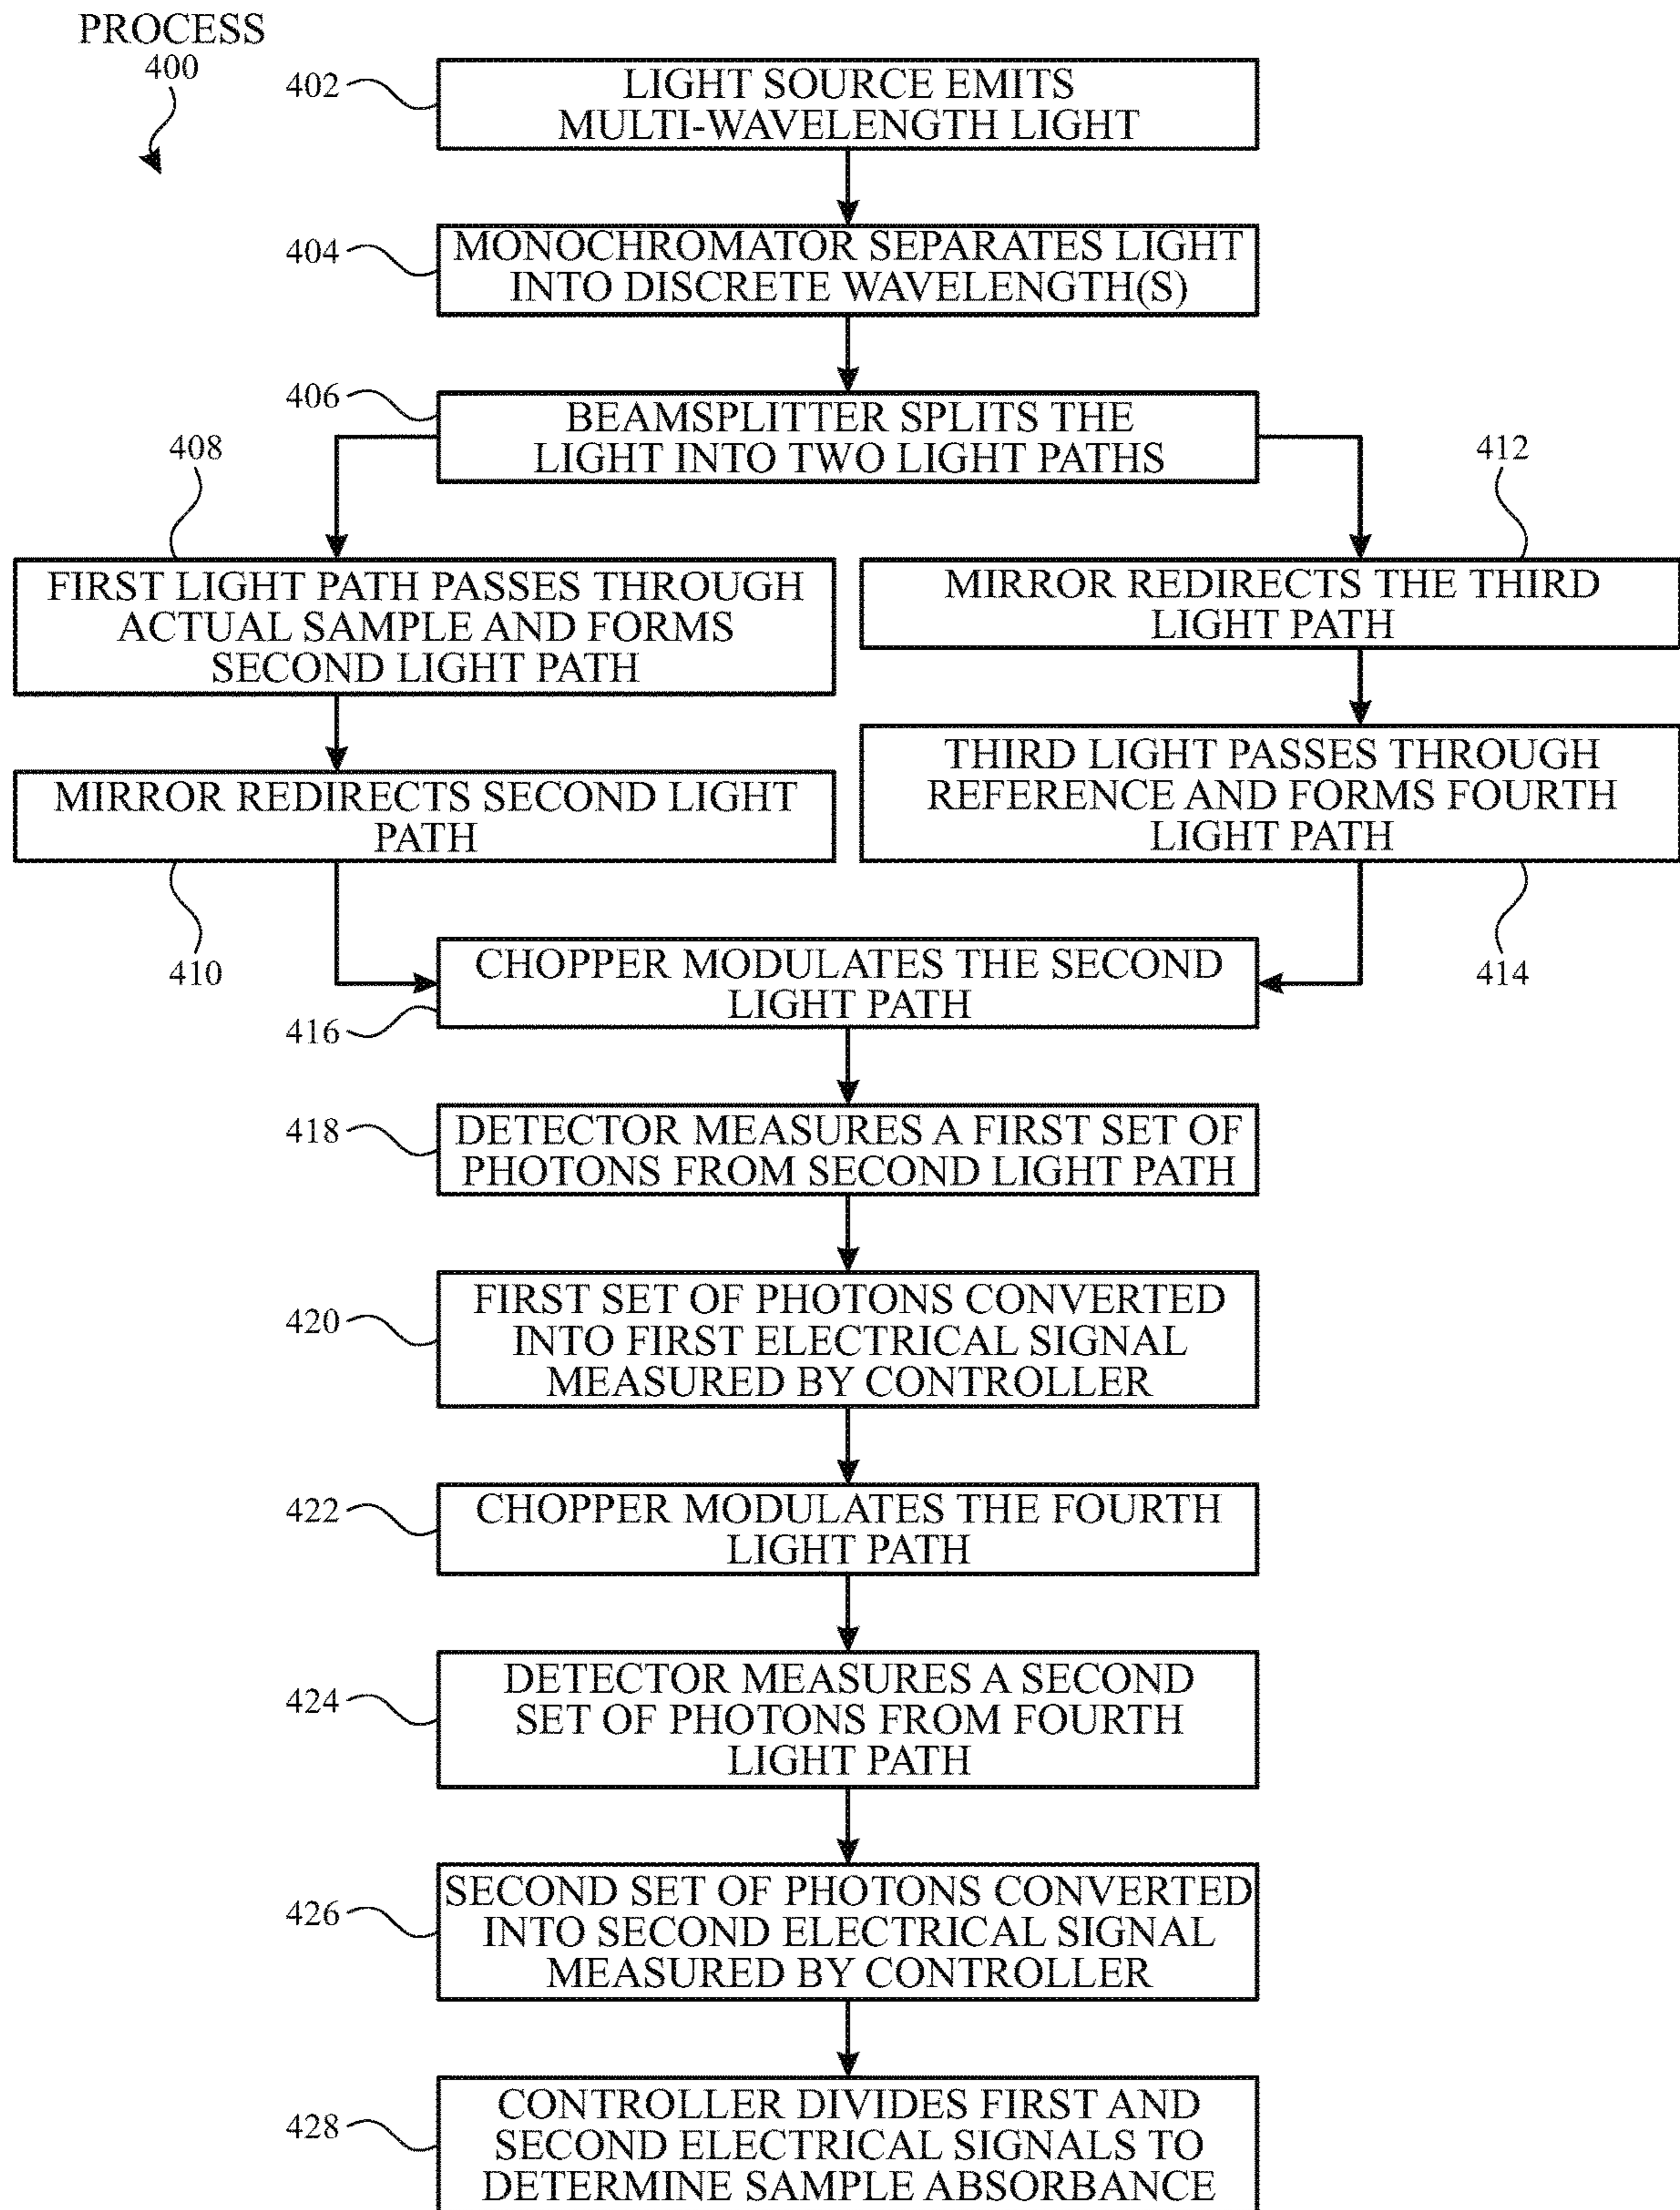 PROCESS
400
402
LIGHT SOURCE EMITS
MULTI-WAVELENGTH LIGHT
404
MONOCHROMATOR SEPARATES LIGHT
INTO DISCRETE WAVELENGTH(S)
406
BEAMSPLITTER SPLITS THE
LIGHT INTO TWO LIGHT PATHS
408
FIRST LIGHT PATH PASSES THROUGH
ACTUAL SAMPLE AND FORMS
SECOND LIGHT PATH
MIRROR REDIRECTS SECOND LIGHT
PATH
410
412
MIRROR REDIRECTS THE THIRD
LIGHT PATH
THIRD LIGHT PASSES THROUGH
REFERENCE AND FORMS FOURTH
LIGHT PATH
414
CHOPPER MODULATES THE SECOND
LIGHT PATH
416
418
DETECTOR MEASURES A FIRST SET OF
PHOTONS FROM SECOND LIGHT PATH
420
FIRST SET OF PHOTONS CONVERTED
INTO FIRST ELECTRICAL SIGNAL
MEASURED BY CONTROLLER
422
CHOPPER MODULATES THE FOURTH
LIGHT PATH
424
DETECTOR MEASURES A SECOND
SET OF PHOTONS FROM FOURTH
LIGHT PATH
426
SECOND SET OF PHOTONS CONVERTED
INTO SECOND ELECTRICAL SIGNAL
MEASURED BY CONTROLLER
428
CONTROLLER DIVIDES FIRST AND
SECOND ELECTRICAL SIGNALS TO
DETERMINE SAMPLE ABSORBANCE